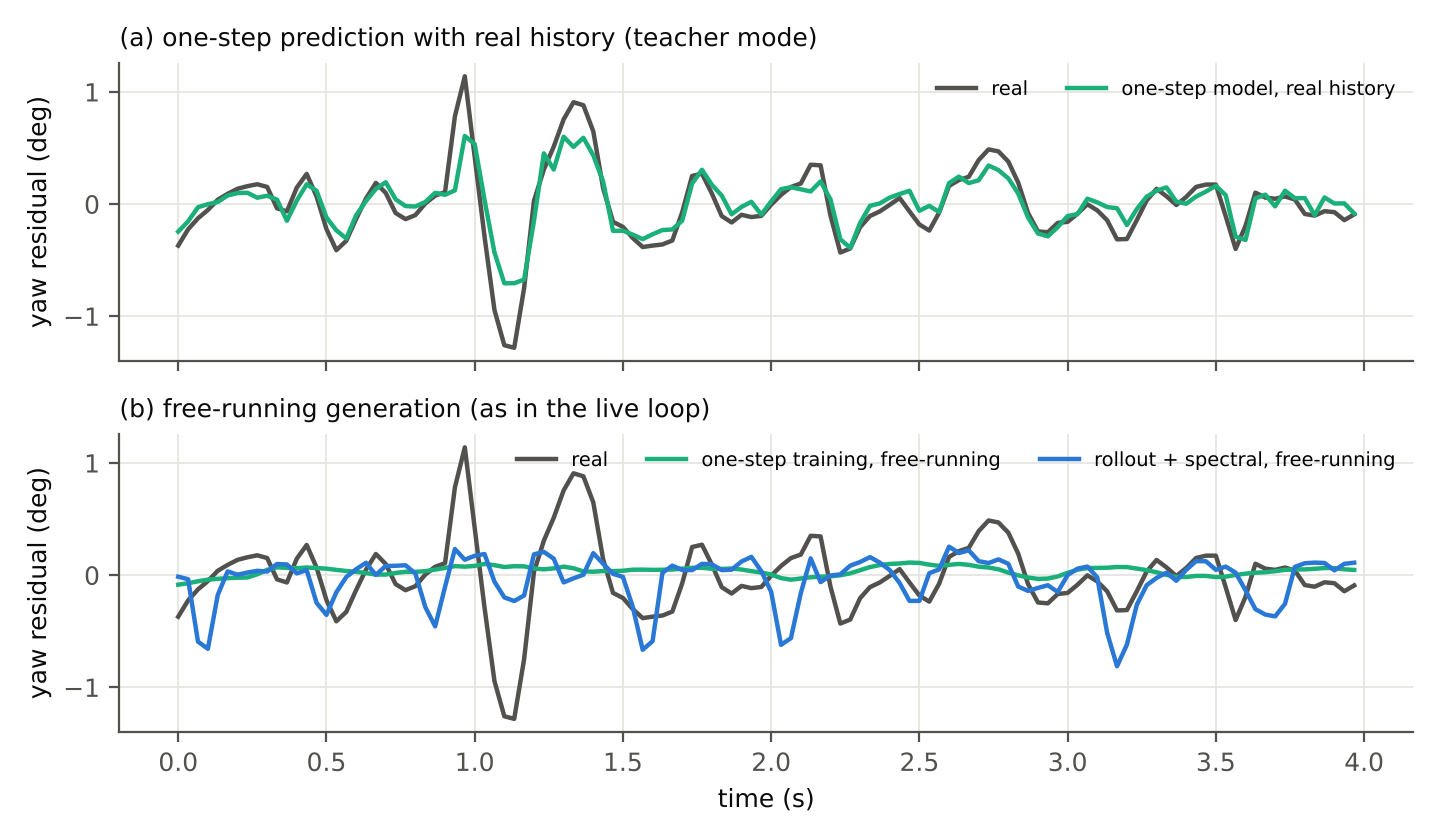 (a) one-step prediction with real history (teacher mode)
real
one-step model, real history
yaw residual (deg)
1
0
−1
(b) free-running generation (as in the live loop)
real
one-step training, free-running
rollout + spectral, free-running
yaw residual (deg)
1
0
−1
0.0 0.5 1.0 1.5 2.0 2.5 3.0 3.5 4.0
time (s)